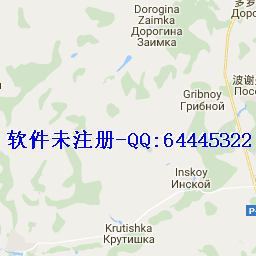 Dorogina
Zaimka
Дорогина
Заимка
Gribnoy
Грибной
软件未注册-QQ:64445322
Inskoy
Инской
Krutishka
Крутишка